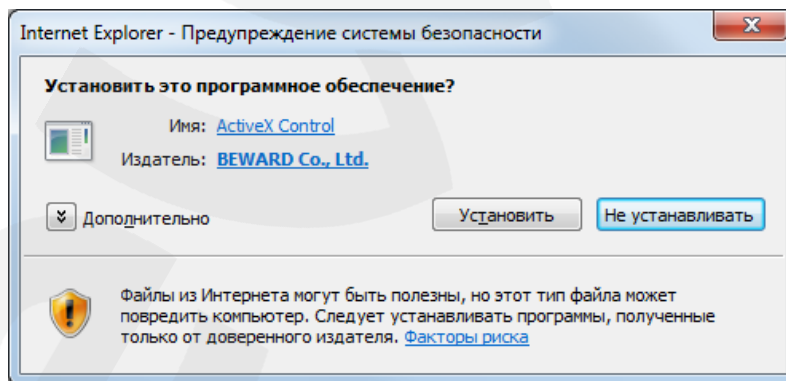 Internet Explorer - Предупреждение системы безопасности
Установить это программное обеспечение?
Имя: ActiveX Control
Издатель: BEWARD Co., Ltd.
Дополнительно
Установить
Не устанавливать
Файлы из Интернета могут быть полезны, но этот тип файла может
повредить компьютер. Следует устанавливать программы, полученные
только от доверенного издателя. Факторы риска